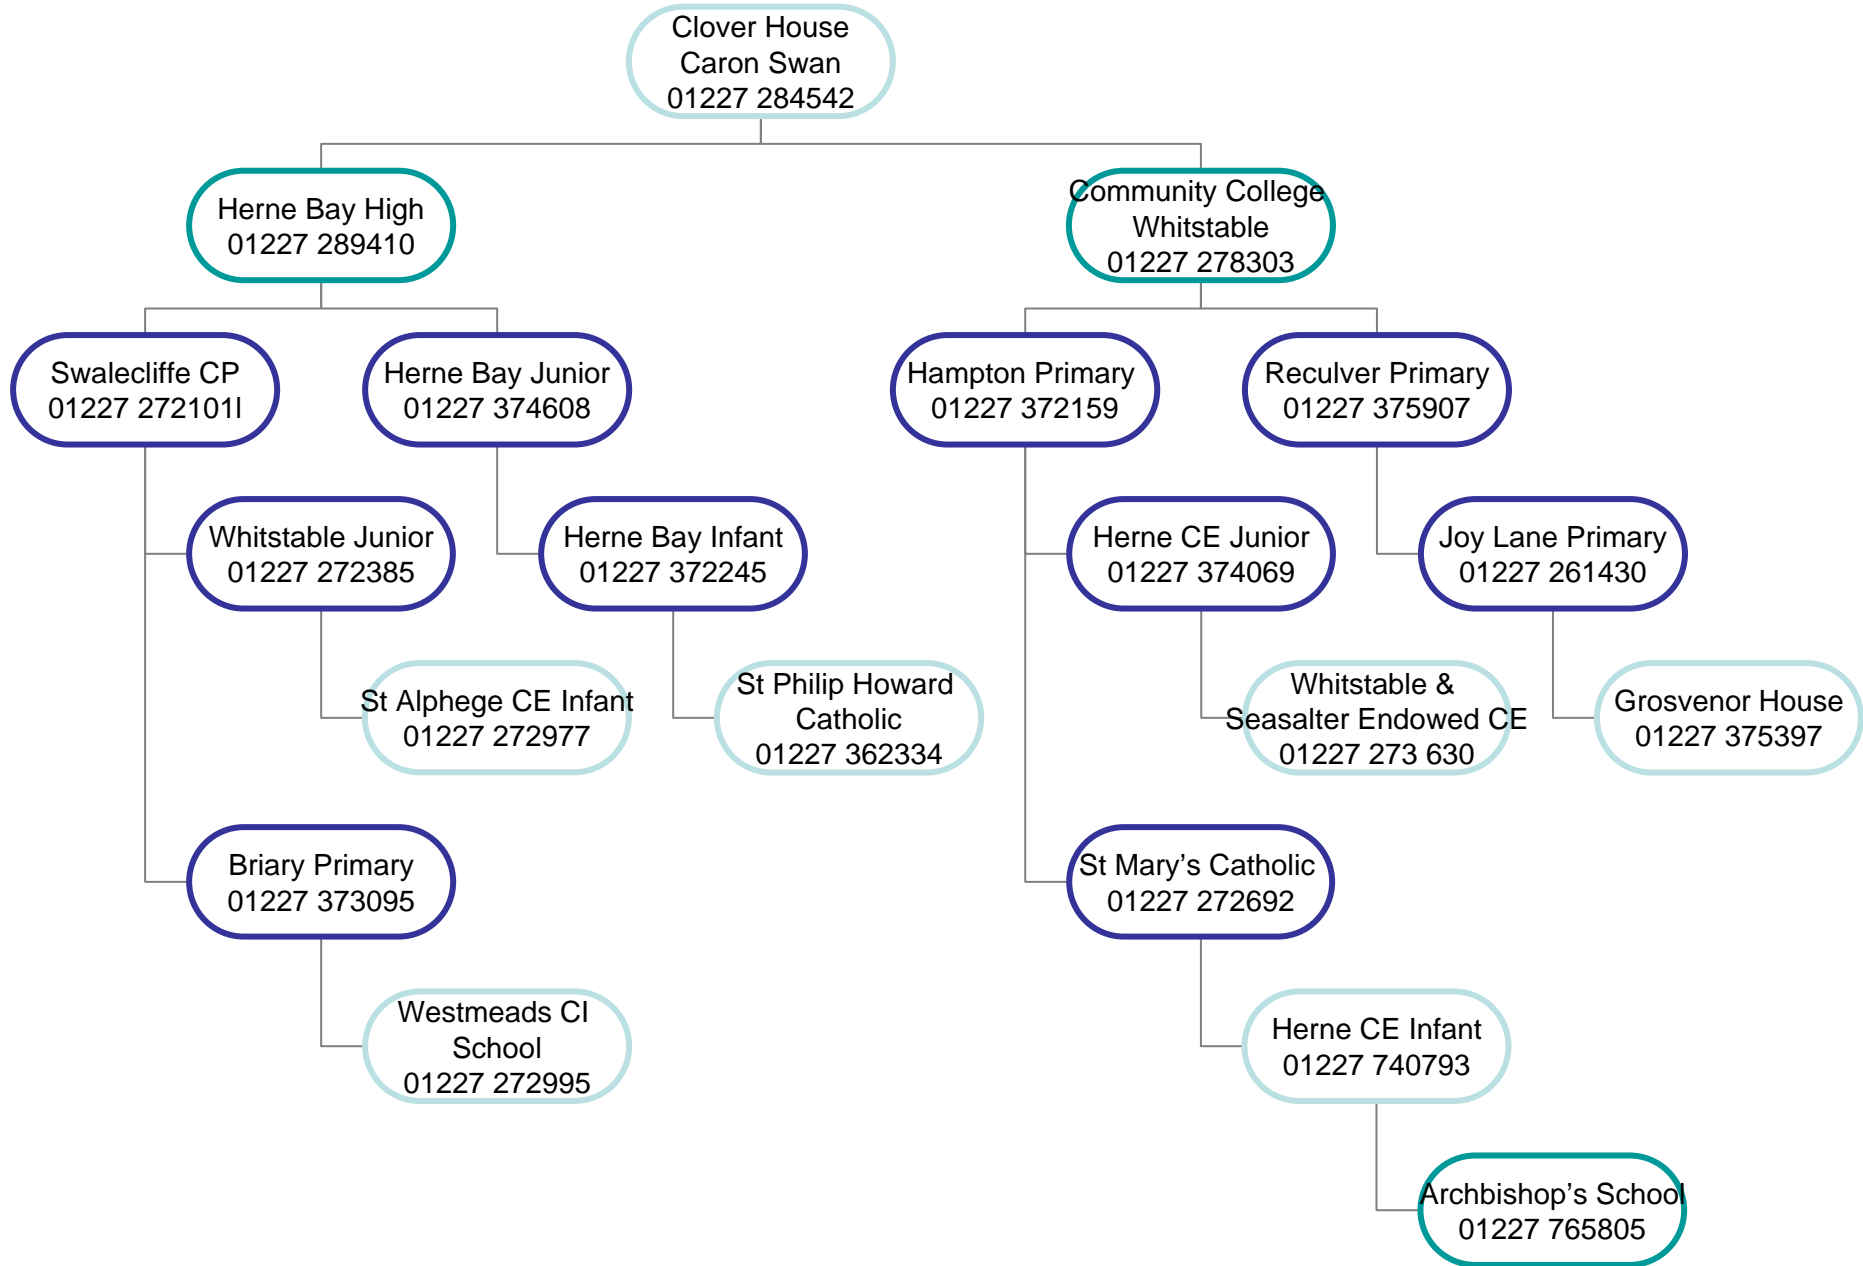 Clover House
Caron Swan
01227 284542
Herne Bay High
01227 289410
Community College
Whitstable
01227 278303
Swalecliffe CP
01227 272101l
Herne Bay Junior
01227 374608
Hampton Primary
01227 372159
Reculver Primary
01227 375907
Whitstable Junior
01227 272385
Herne Bay Infant
01227 372245
Herne CE Junior
01227 374069
Joy Lane Primary
01227 261430
St Alphege CE Infant
01227 272977
St Philip Howard
Catholic
01227 362334
Whitstable &
Seasalter Endowed CE
01227 273 630
Grosvenor House
01227 375397
Briary Primary
01227 373095
St Mary’s Catholic
01227 272692
Westmeads CI
School
01227 272995
Herne CE Infant
01227 740793
Archbishop’s School
01227 765805